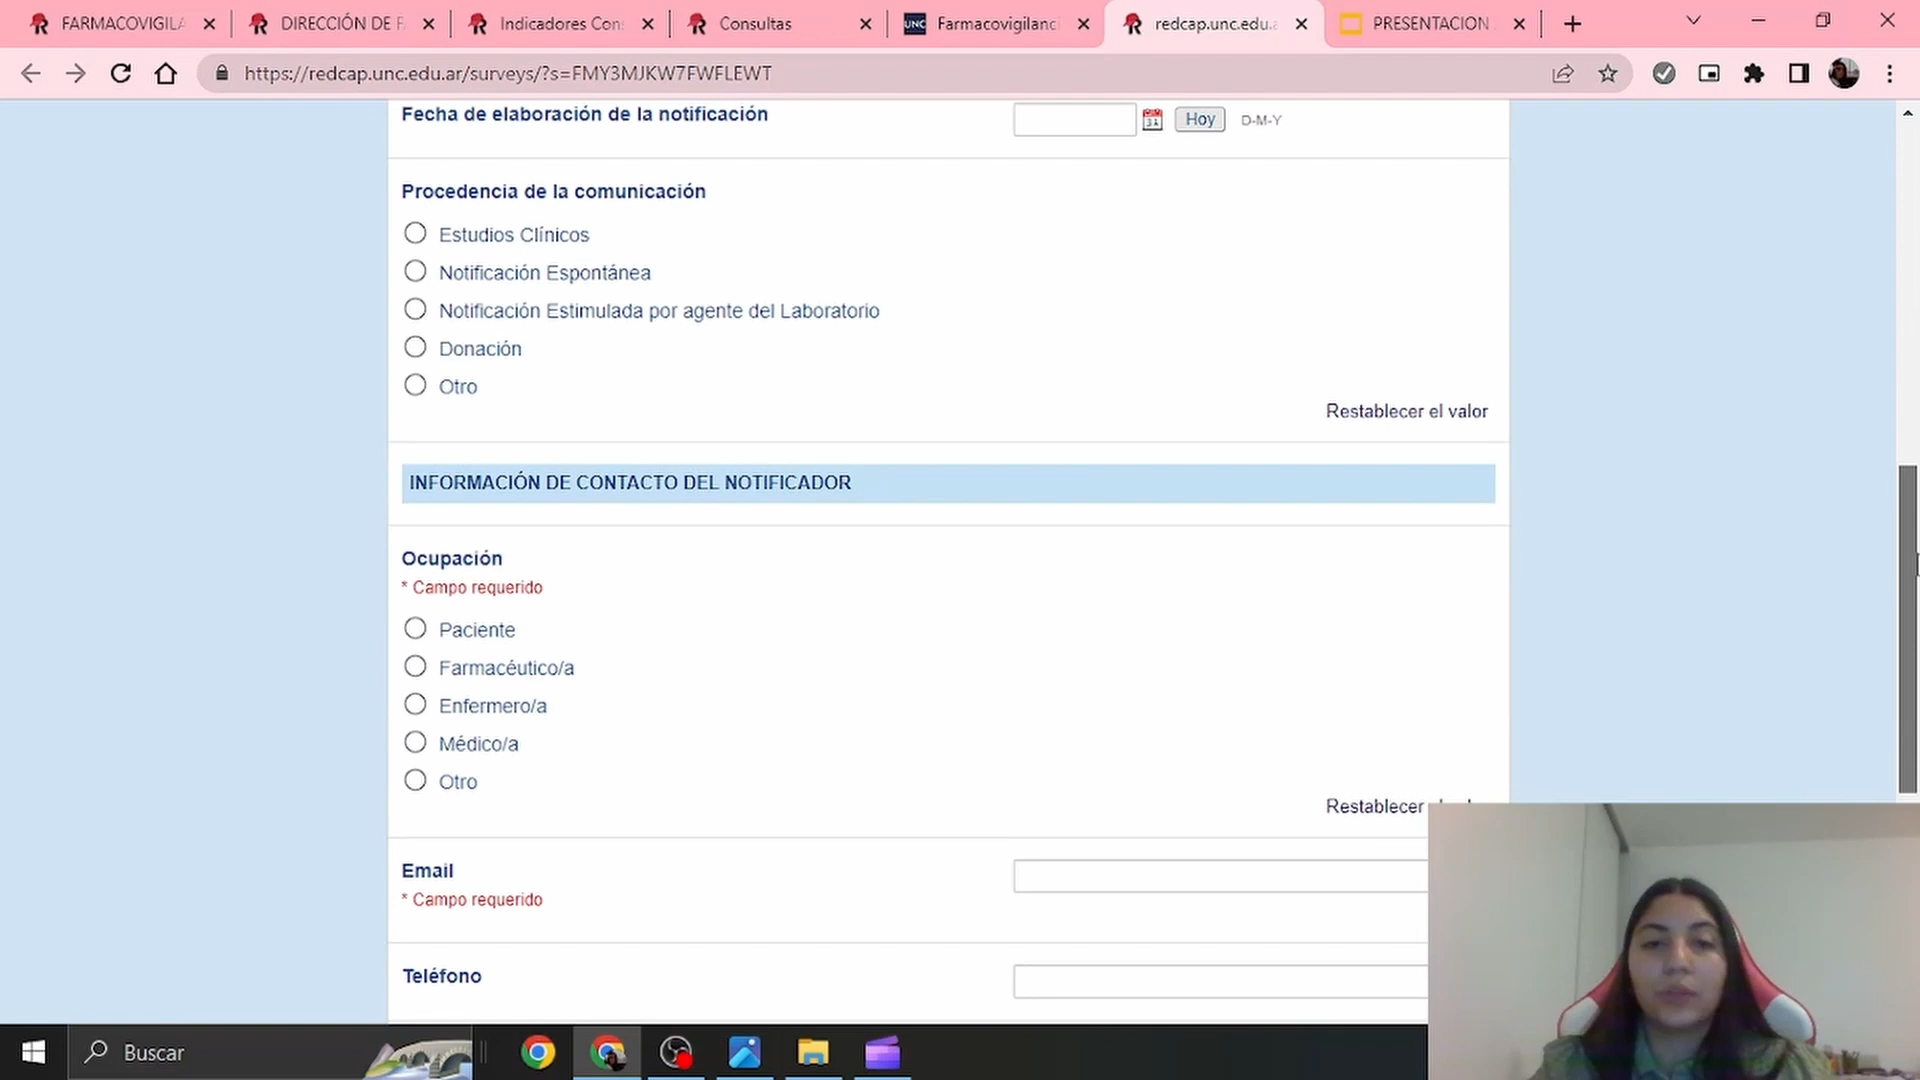 FARMACOVIGILA
DIRECCIÓN DE F
Indicadores Con
Consultas
UNC
Farmacovigilanci
redcap.unc.edu.a
PRESENTACION
https://redcap.unc.edu.ar/surveys/?s=FMY3MJKW7FWFLEWT
Fecha de elaboración de la notificación
31
Hoy
D-M-Y
Procedencia de la comunicación
Estudios Clínicos
Notificación Espontánea
Notificación Estimulada por agente del Laboratorio
Donación
Otro
Restablecer el valor
INFORMACIÓN DE CONTACTO DEL NOTIFICADOR
Ocupación
* Campo requerido
Paciente
Farmacéutico/a
Enfermero/a
Médico/a
Otro
Restablecer
Email
* Campo requerido
Teléfono
Buscar